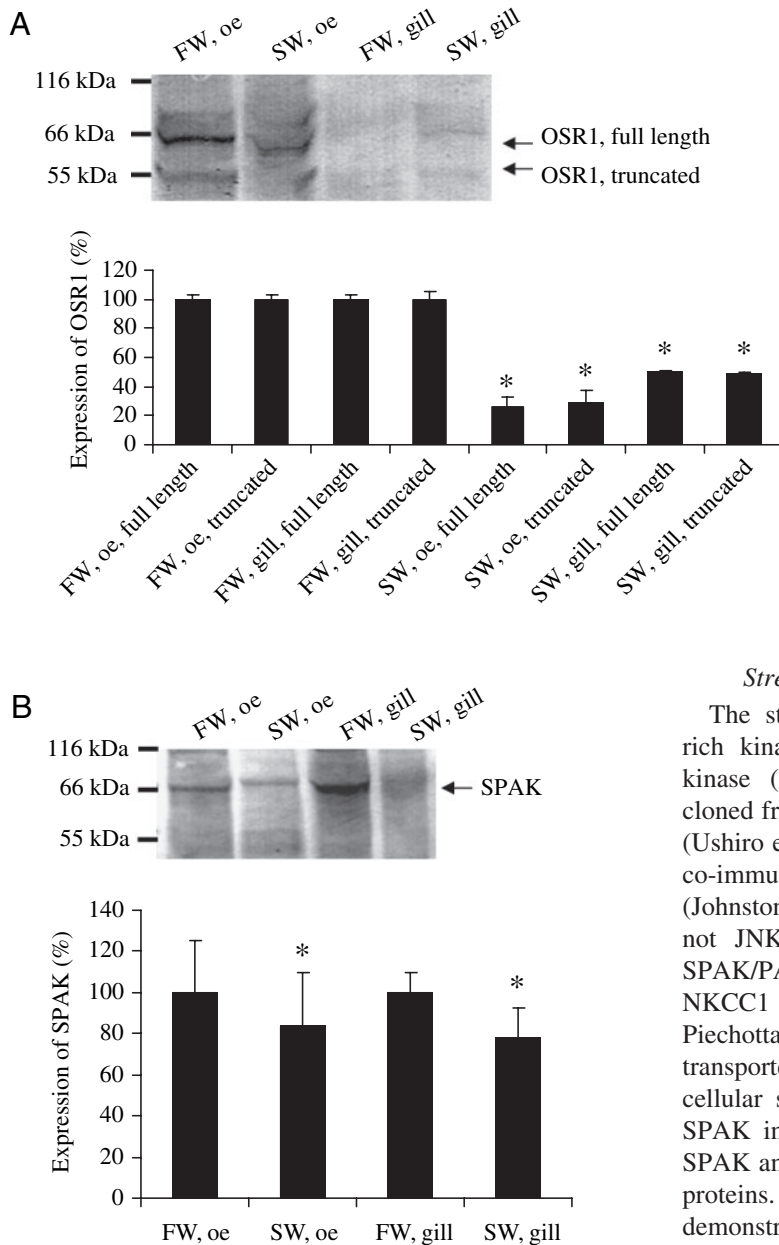 A
FW, oe SW, oe FW, gill SW, gill
116 kDa
66 kDa
55 kDa
OSR1, full length
OSR1, truncated
Expression of OSR1 (%)
120
100
80
60
40
20
0
* * * *
FW, oe, full length
FW, oe, truncated
FW, gill, full length
FW, gill, truncated
SW, oe, full length
SW, oe, truncated
SW, gill, full length
SW, gill, truncated
B
FW, oe SW, oe FW, gill SW, gill
116 kDa
66 kDa
55 kDa
SPAK
Expression of SPAK (%)
140
120
100
80
60
40
20
0
* *
FW, oe SW, oe FW, gill SW, gill
Stre
The st
rich kina
kinase (
cloned fr
(Ushiro e
co-immu
(Johnston
not JNK
SPAK/PA
NKCC1
Piechotta
transporte
cellular s
SPAK in
SPAK an
proteins.
demonstr